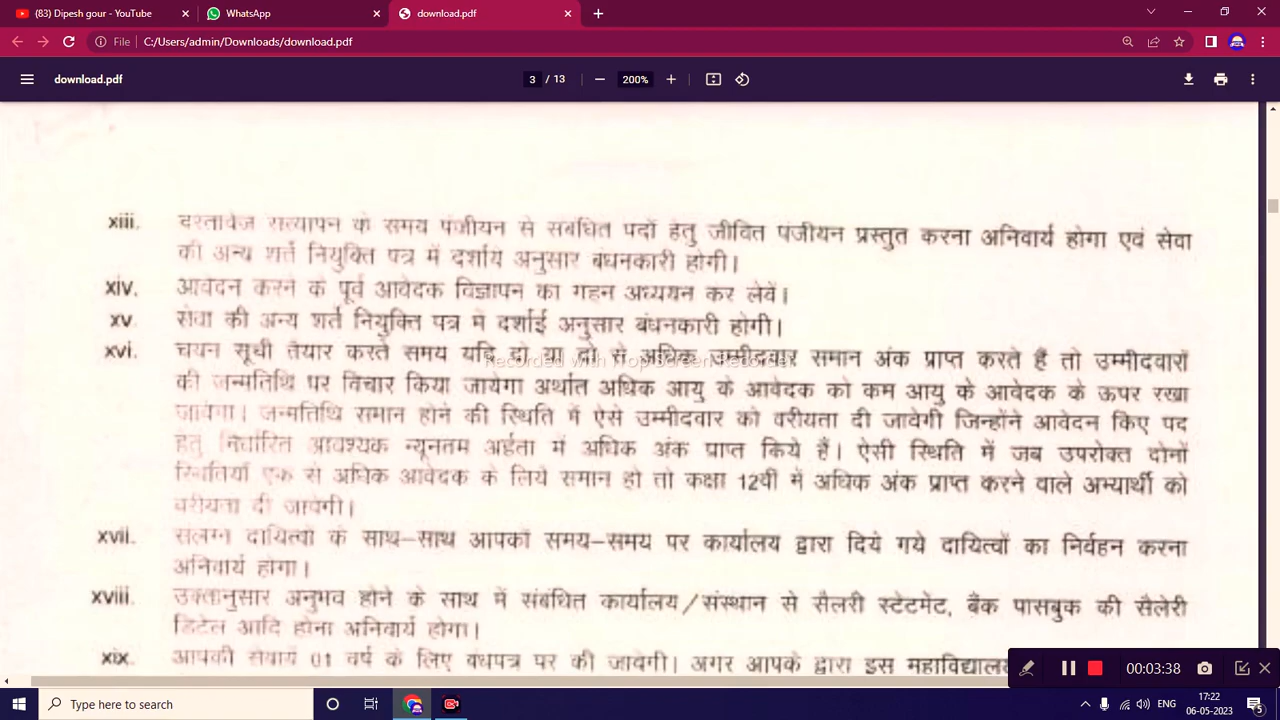 (83) Dipesh gour - YouTube
WhatsApp
download.pdf
File C:/Users/admin/Downloads/download.pdf
download.pdf
3 / 13
200%
xiii. दस्तावेज सत्यापन के समय पंजीयन से संबंधित पदों हेतु जीवित पंजीयन प्रस्तुत करना अनिवार्य होगा एवं सेवा
की अन्य शर्ते नियुक्ति पत्र में दर्शाय अनुसार बंधनकारी होगी।
xiv. आवेदन करने के पूर्व आवेदक विज्ञापन का गहन अध्ययन कर लेवें।
xv. सेवा की अन्य शर्ते नियुक्ति पत्र में दर्शाई अनुसार बंधनकारी होगी।
xvi. चयन सूची तैयार करते समय यदि दो या दो से अधिक उम्मीदवार समान अंक प्राप्त करते हैं तो उम्मीदवारों
Recorded with iTop Screen Recorder
की जन्मतिथि पर विचार किया जायेगा अर्थात अधिक आयु के आवेदक को कम आयु के आवेदक के ऊपर रखा
जायेगा। जन्मतिथि समान होने की स्थिति में ऐसे उम्मीदवार को वरीयता दी जावेगी जिन्होंने आवेदन किए पद
हेतु निर्धारित आवश्यक न्यूनतम अर्हता में अधिक अंक प्राप्त किये हैं। ऐसी स्थिति में जब उपरोक्त दोनों
स्थितियाँ एक से अधिक आवेदक के लिये समान हो तो कक्षा 12वीं में अधिक अंक प्राप्त करने वाले अभ्यार्थी को
वरीयता दी जावेगी।
xvii. संलग्न दायित्वों के साथ–साथ आपको समय–समय पर कार्यालय द्वारा दिये गये दायित्वों का निर्वहन करना
अनिवार्य होगा।
xviii. उक्तानुसार अनुभव होने के साथ में संबंधित कार्यालय/संस्थान से सैलरी स्टेटमेट, बैंक पासबुक की सैलेरी
डिटेल आदि होना अनिवार्य होगा।
xix. आपकी सेवायें 01 वर्ष के लिए बंधपत्र पर की जावेगी। अगर आपके द्वारा इस महाविद्यालय
00:03:38
Type here to search
ENG
17:22
06-05-2023
5